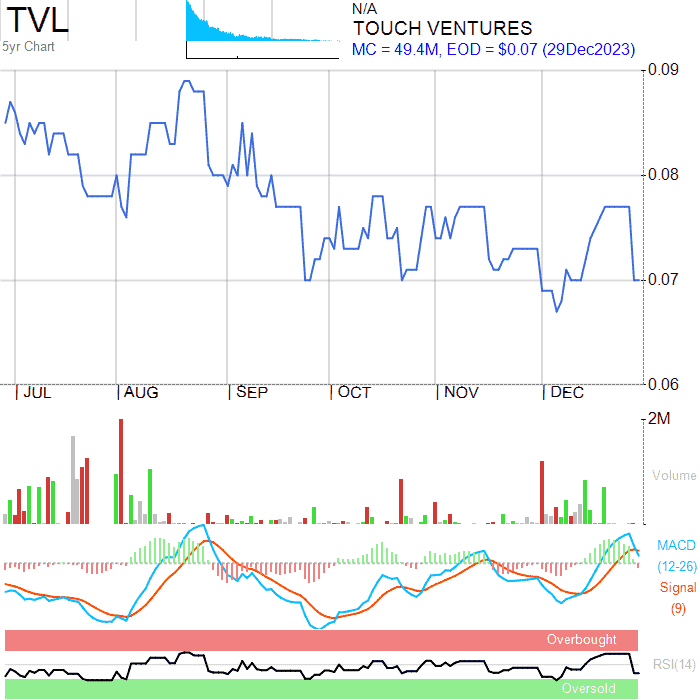 TVL
5yr Chart
N/A
TOUCH VENTURES
MC = 49.4M, EOD = $0.07 (29Dec2023)
0.09
0.08
0.07
0.06
JUL AUG SEP OCT NOV DEC
2M
Volume
MACD
(12-26)
Signal
(9)
Overbought
RSI(14)
Oversold